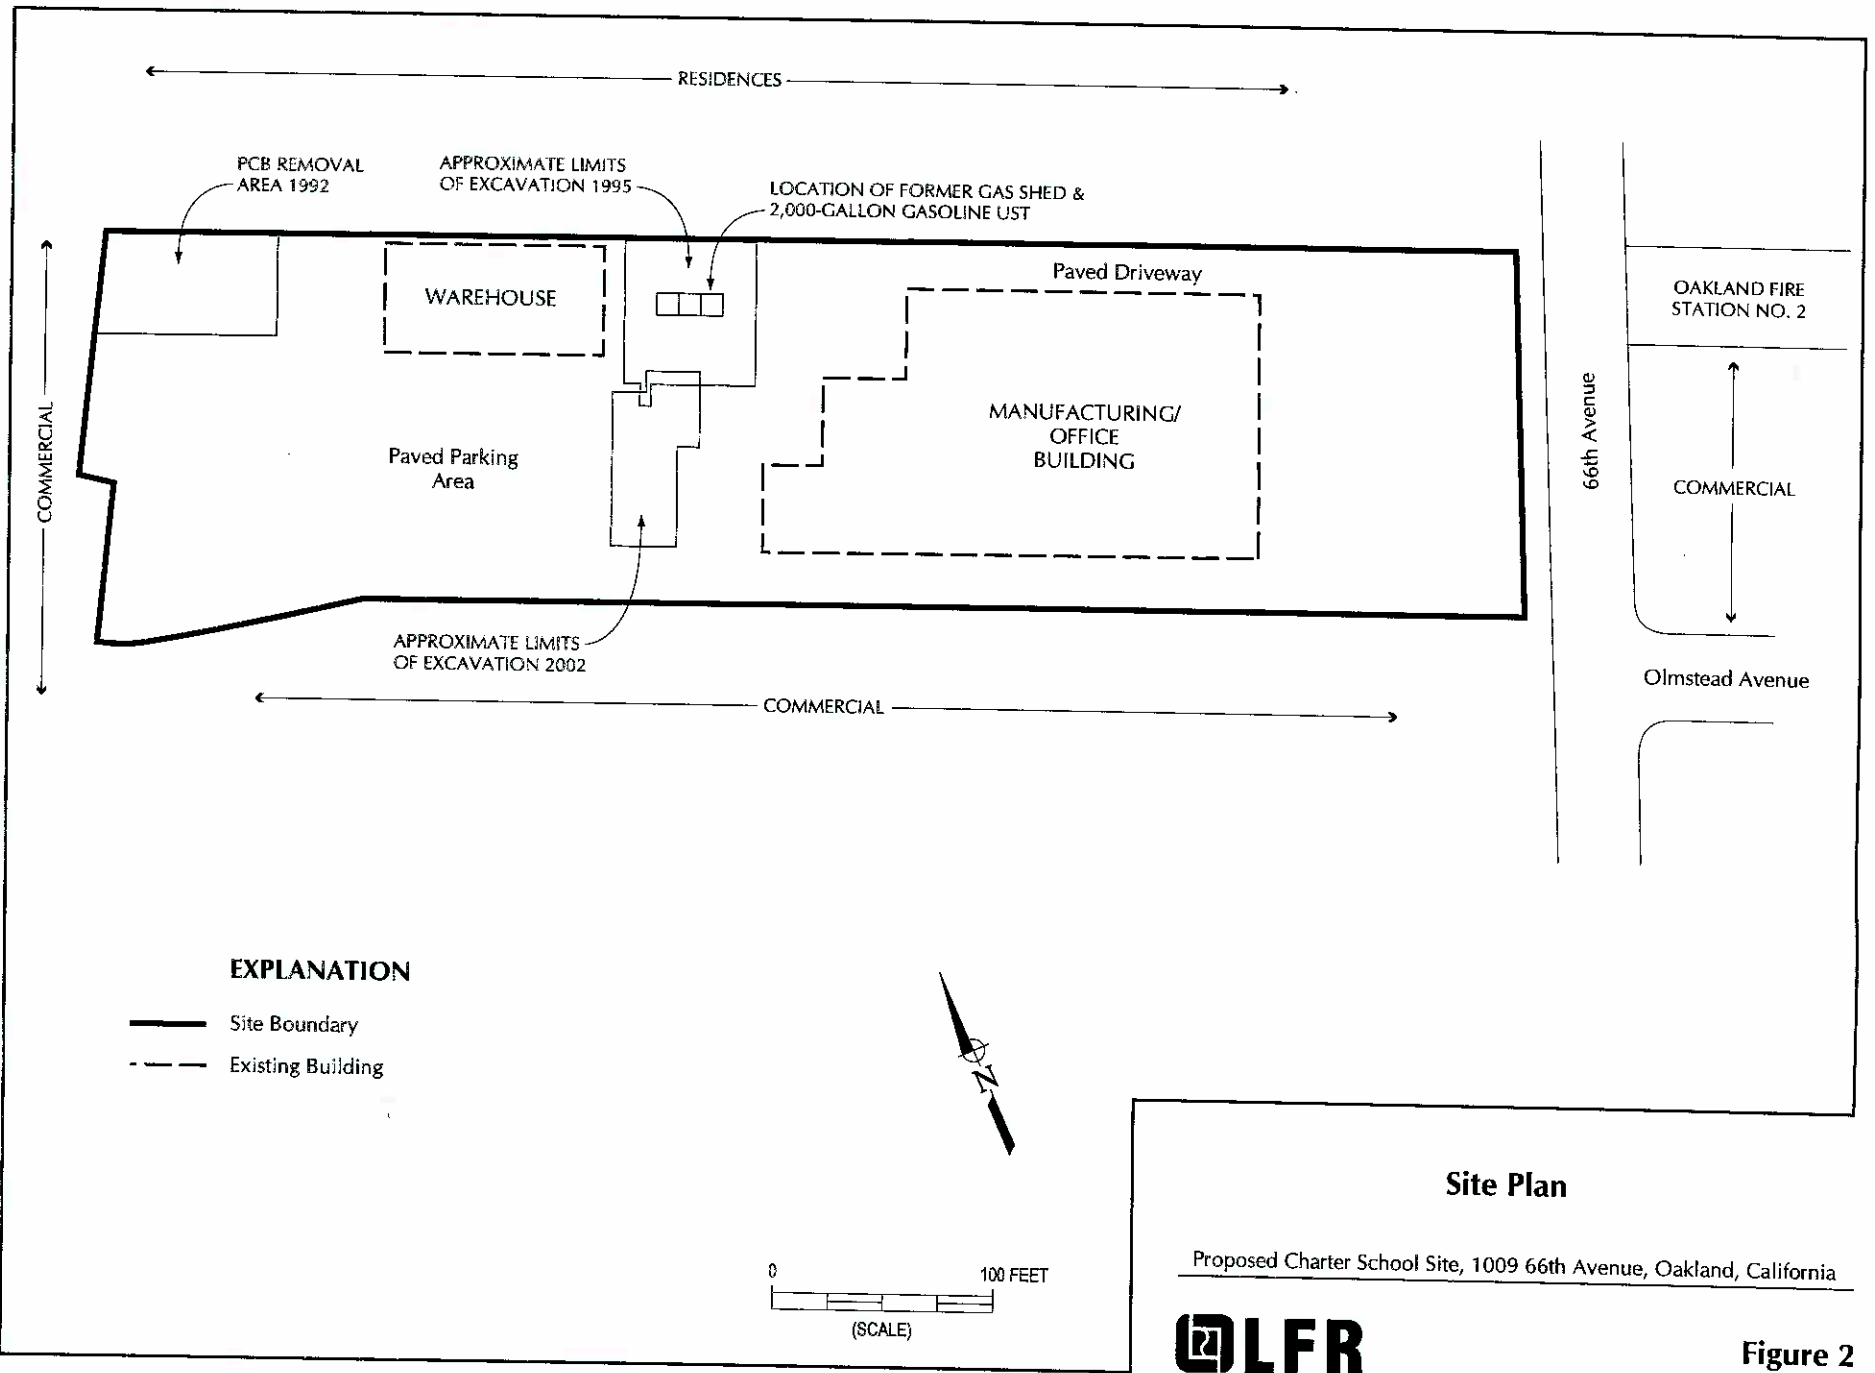 RESIDENCES
PCB REMOVAL
AREA 1992
APPROXIMATE LIMITS
OF EXCAVATION 1995
LOCATION OF FORMER GAS SHED &
2,000-GALLON GASOLINE UST
WAREHOUSE
Paved Driveway
OAKLAND FIRE
STATION NO. 2
COMMERCIAL
Paved Parking
Area
MANUFACTURING/
OFFICE
BUILDING
66th Avenue
COMMERCIAL
APPROXIMATE LIMITS
OF EXCAVATION 2002
COMMERCIAL
Olmstead Avenue
EXPLANATION
Site Boundary
Existing Building
N
0 100 FEET
(SCALE)
Site Plan
Proposed Charter School Site, 1009 66th Avenue, Oakland, California
LFR
Figure 2